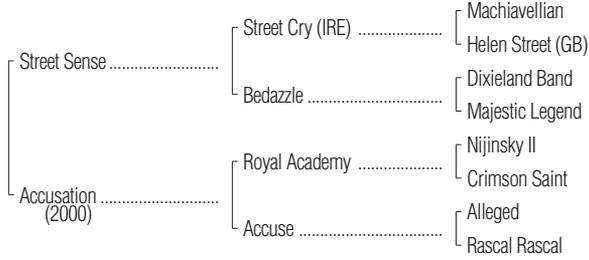 Machiavellian
Street Cry (IRE) ....................
Helen Street (GB)
Street Sense ..........................
Dixieland Band
Bedazzle ................................
Majestic Legend
Nijinsky II
Royal Academy ....................
Crimson Saint
Accusation ............................
(2000)
Alleged
Accuse ..................................
Rascal Rascal